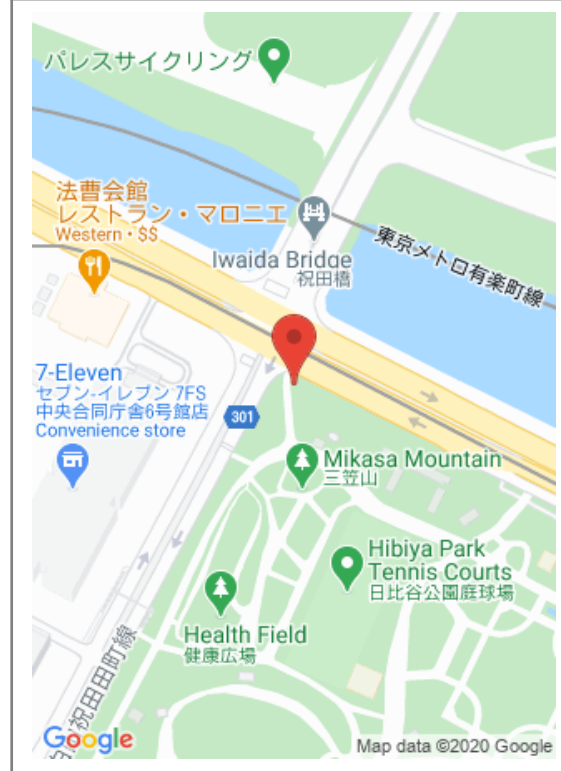 パレスサイクリング
法曹会館
レストラン・マロニエ
Western・$$
Iwaida Bridge
祝田橋
東京メトロ有楽町線
7-Eleven
セブン-イレブン 7FS
中央合同庁舎6号館店
Convenience store
301
Mikasa Mountain
三笠山
Hibiya Park
Tennis Courts
日比谷公園庭球場
Health Field
健康広場
祝田田町線
Google
Map data ©2020 Google